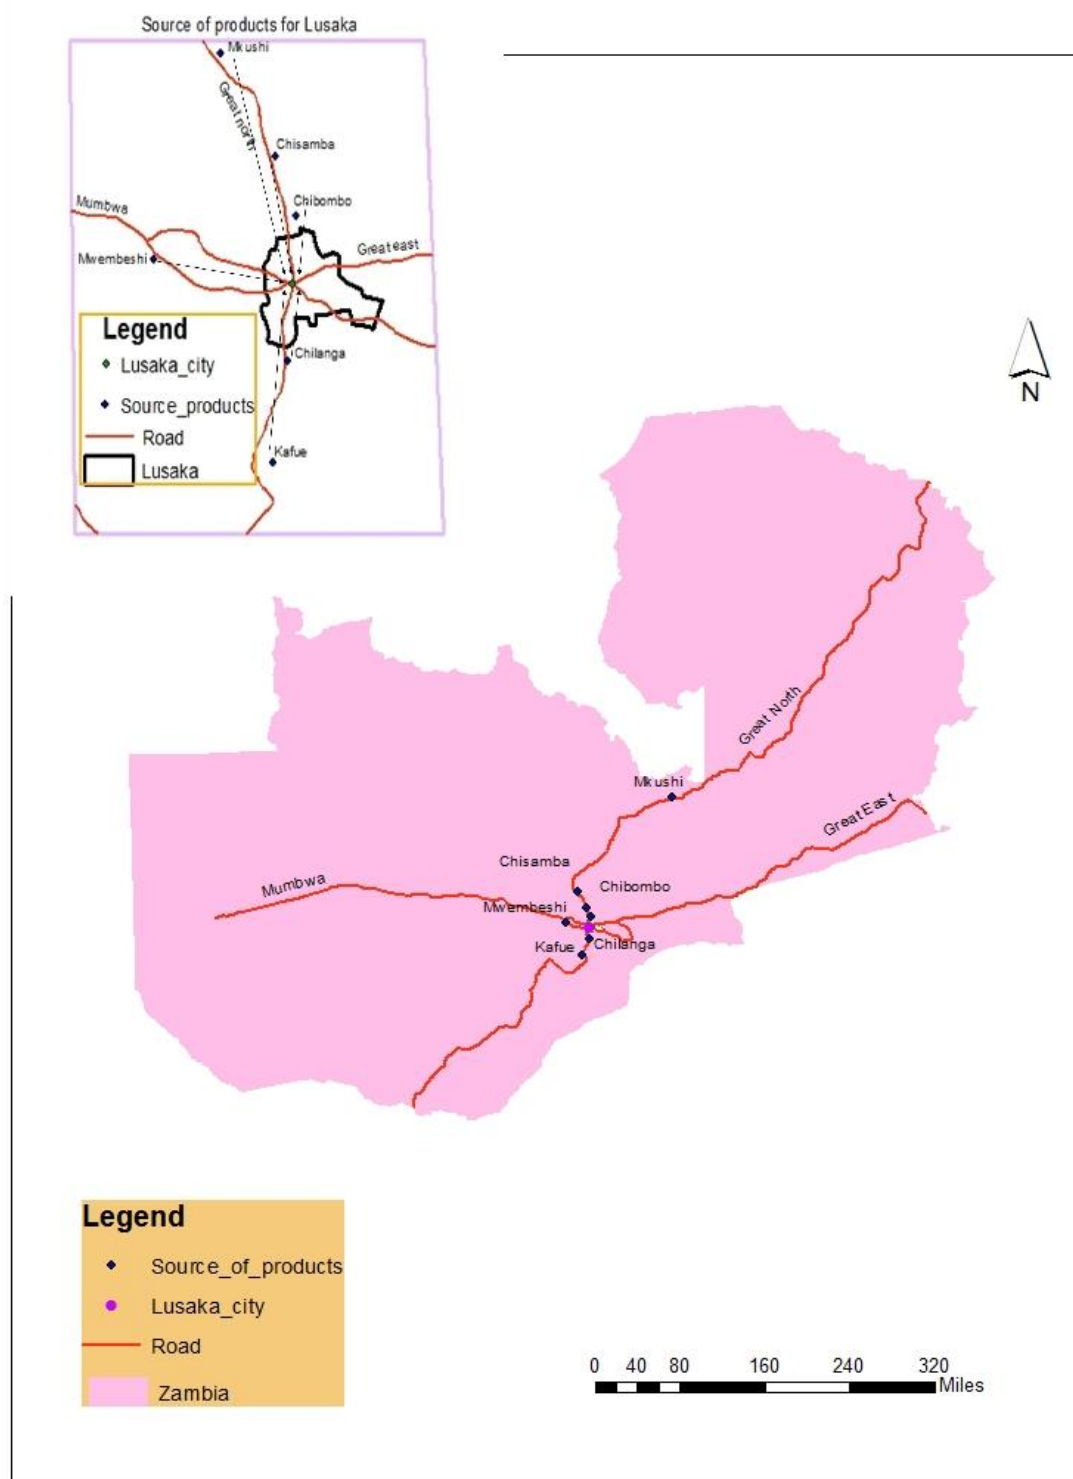 Source of products for Lusaka
Mkushi
Great north
Chisamba
Chibombo
Mumbwa
Great east
Mwembeshi
Legend
Lusaka_city
Source_products
Road
Lusaka
Chilanga
Kafue
N
Great North
Mkushi
Great East
Chisamba
Chibombo
Mumbwa
Mwembeshi
Kafue
Chilanga
Legend
Source_of_products
Lusaka_city
Road
Zambia
0 40 80 160 240 320
Miles